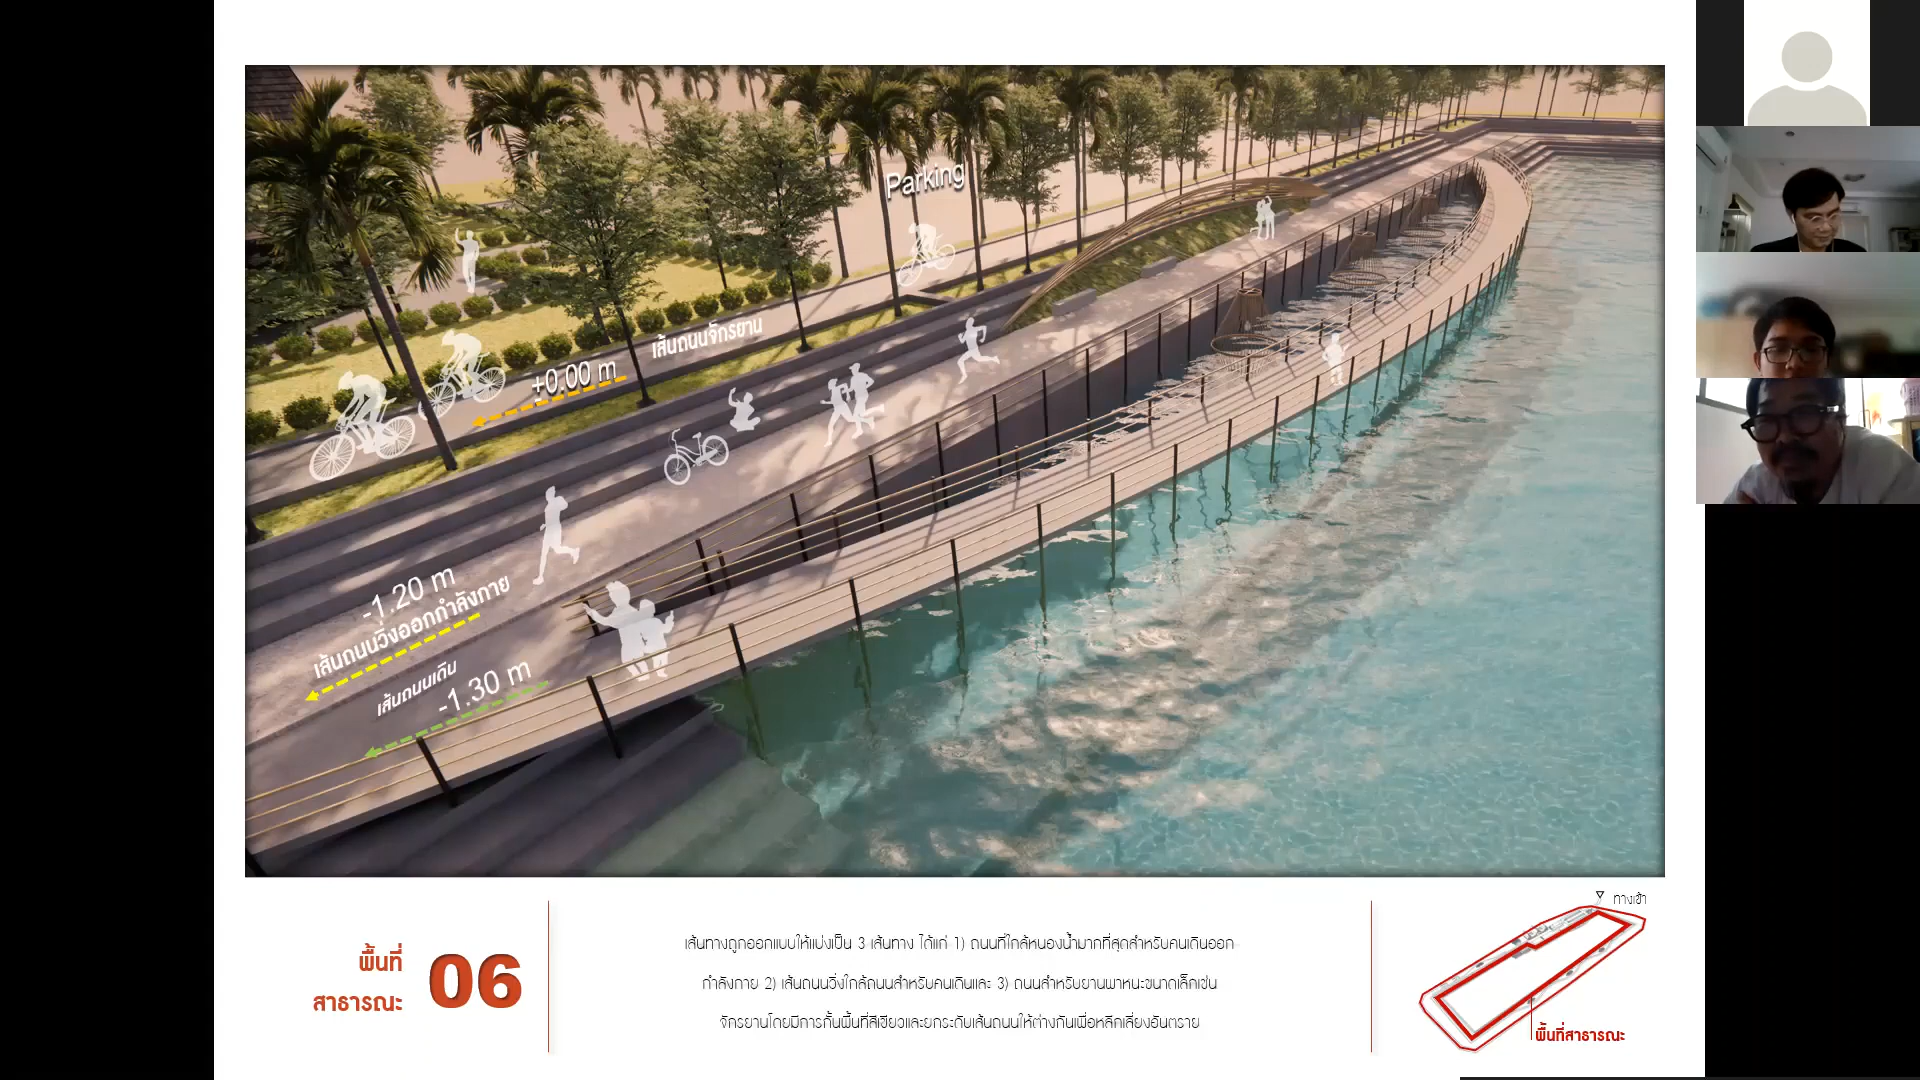 Parking
เส้นถนนจักรยาน
±0.00 m
-1.20 m
เส้นถนนวิ่งออกกำลังกาย
เส้นถนนเดิน
-1.30 m
พื้นที่
สาธารณะ
06
เส้นทางถูกออกแบบให้แบ่งเป็น 3 เส้นทาง ได้แก่ 1) ถนนที่ใกล้หนองน้ำมากที่สุดสำหรับคนเดินออก
กำลังกาย 2) เส้นถนนวิ่งใกล้ถนนสำหรับคนเดินและ 3) ถนนสำหรับยานพาหนะขนาดเล็กเช่น
จักรยานโดยมีการกั้นพื้นที่สีเขียวและยกระดับเส้นถนนให้ต่างกันเพื่อหลีกเลี่ยงอันตราย
ทางเข้า
พื้นที่สาธารณะ